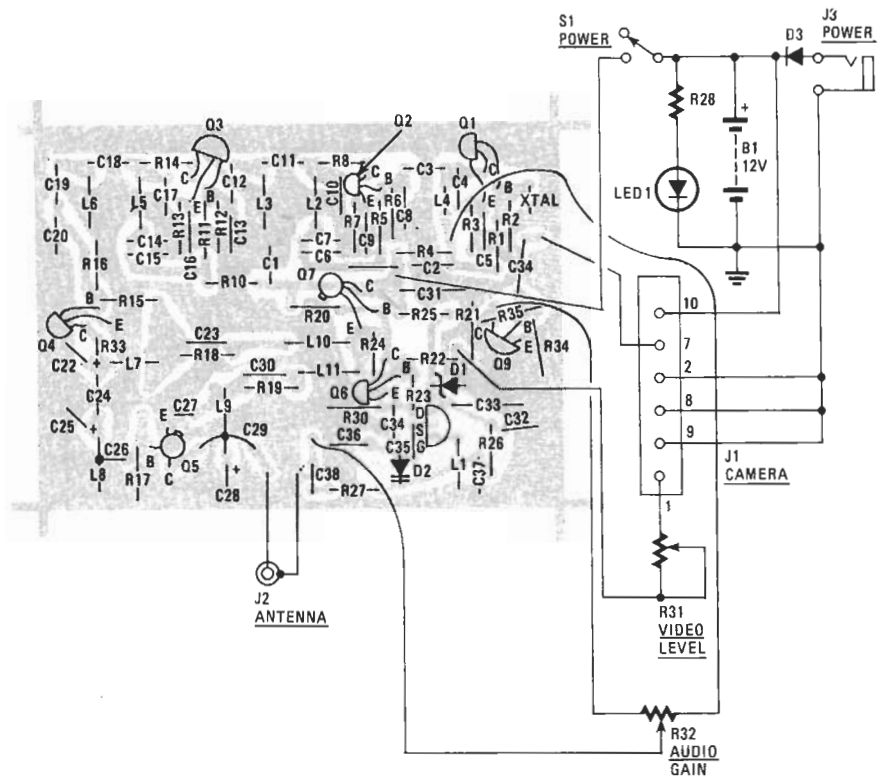 S1
POWER
J3
POWER
D3
R28
+
B1
12V
LED1
Q3
Q2
Q1
C18
R14
C
C11
R8
C
C3
C
C19
L6
L5
C17
E
B
C12
L3
L2
C10
B
E
R6
L4
C4
E
B
XTAL
R13
R11
R12
C13
R7
R5
C8
R3
R1
R2
C20
C14
C15
C16
C7
C6
C9
R4
C2
C5
C34
R16
R10
C1
Q7
C
C31
10
B
R15
R20
B
R25
R21
R35
7
Q4
C
E
E
C
B
E
Q9
R34
R33
C23
R18
L10
R24
2
C22
+
L7
C30
L11
C
R22
D1
R19
Q6
B
E
R23
8
C24
C27
L9
R30
C34
D
S
G
C33
C32
C25
+
E
C29
C36
R26
9
C26
B
Q5
C35
J1
CAMERA
L8
R17
C
+
C28
C38
R27
D2
L1
C37
1
J2
ANTENNA
R31
VIDEO
LEVEL
R32
AUDIO
GAIN